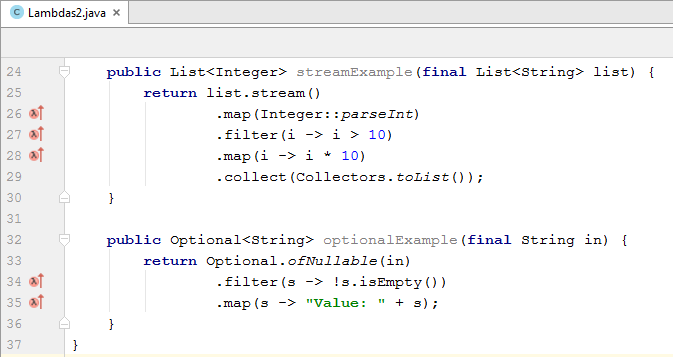 Lambdas2.java
24 public List<Integer> streamExample(final List<String> list) {
25 return list.stream()
26 .map(Integer::parseInt)
27 .filter(i -> i > 10)
28 .map(i -> i * 10)
29 .collect(Collectors.toList());
30 }
31
32 public Optional<String> optionalExample(final String in) {
33 return Optional.ofNullable(in)
34 .filter(s -> !s.isEmpty())
35 .map(s -> "Value: " + s);
36 }
37 }